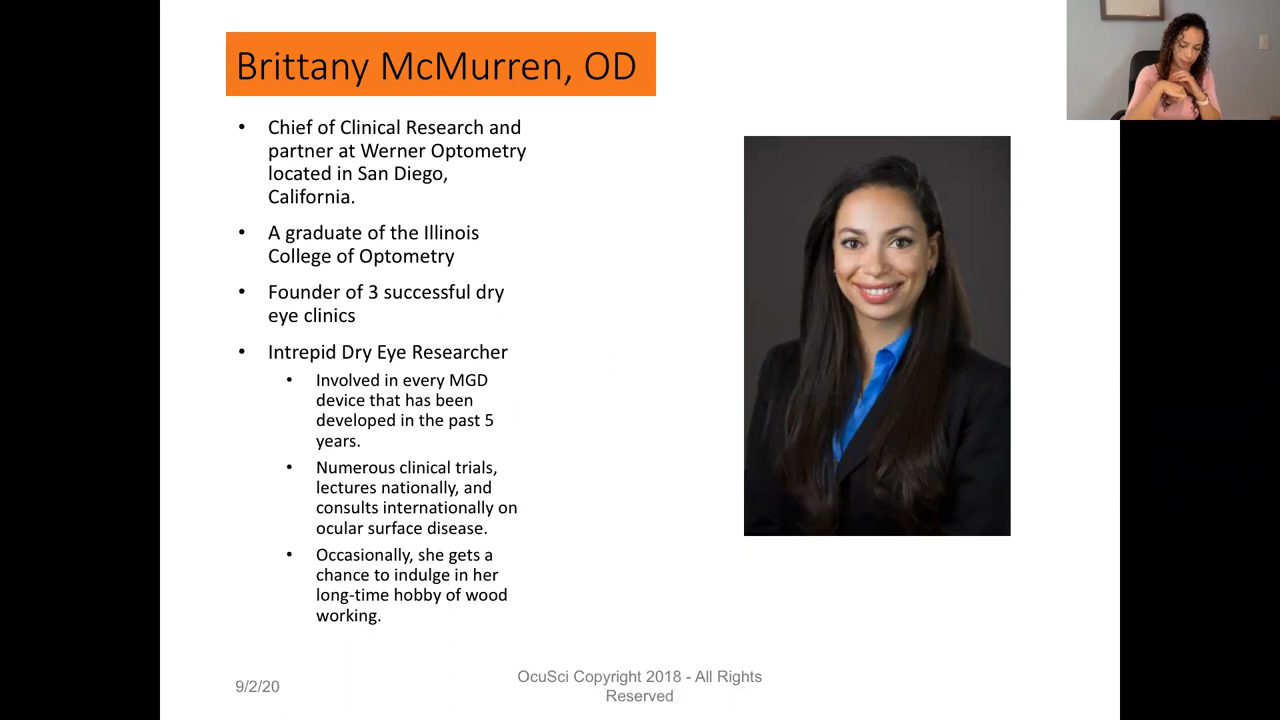 Brittany McMurren, OD
• Chief of Clinical Research and
partner at Werner Optometry
located in San Diego,
California.
• A graduate of the Illinois
College of Optometry
• Founder of 3 successful dry
eye clinics
• Intrepid Dry Eye Researcher
• Involved in every MGD
device that has been
developed in the past 5
years.
• Numerous clinical trials,
lectures nationally, and
consults internationally on
ocular surface disease.
• Occasionally, she gets a
chance to indulge in her
long-time hobby of wood
working.
9/2/20
OcuSci Copyright 2018 - All Rights
Reserved